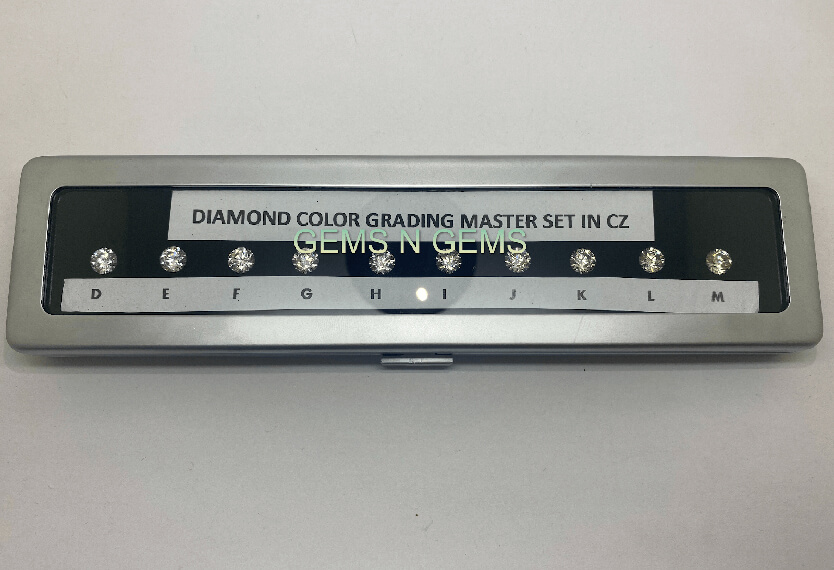 DIAMOND COLOR GRADING MASTER SET IN CZ
GEMS N GEMS
D E F G H I J K L M